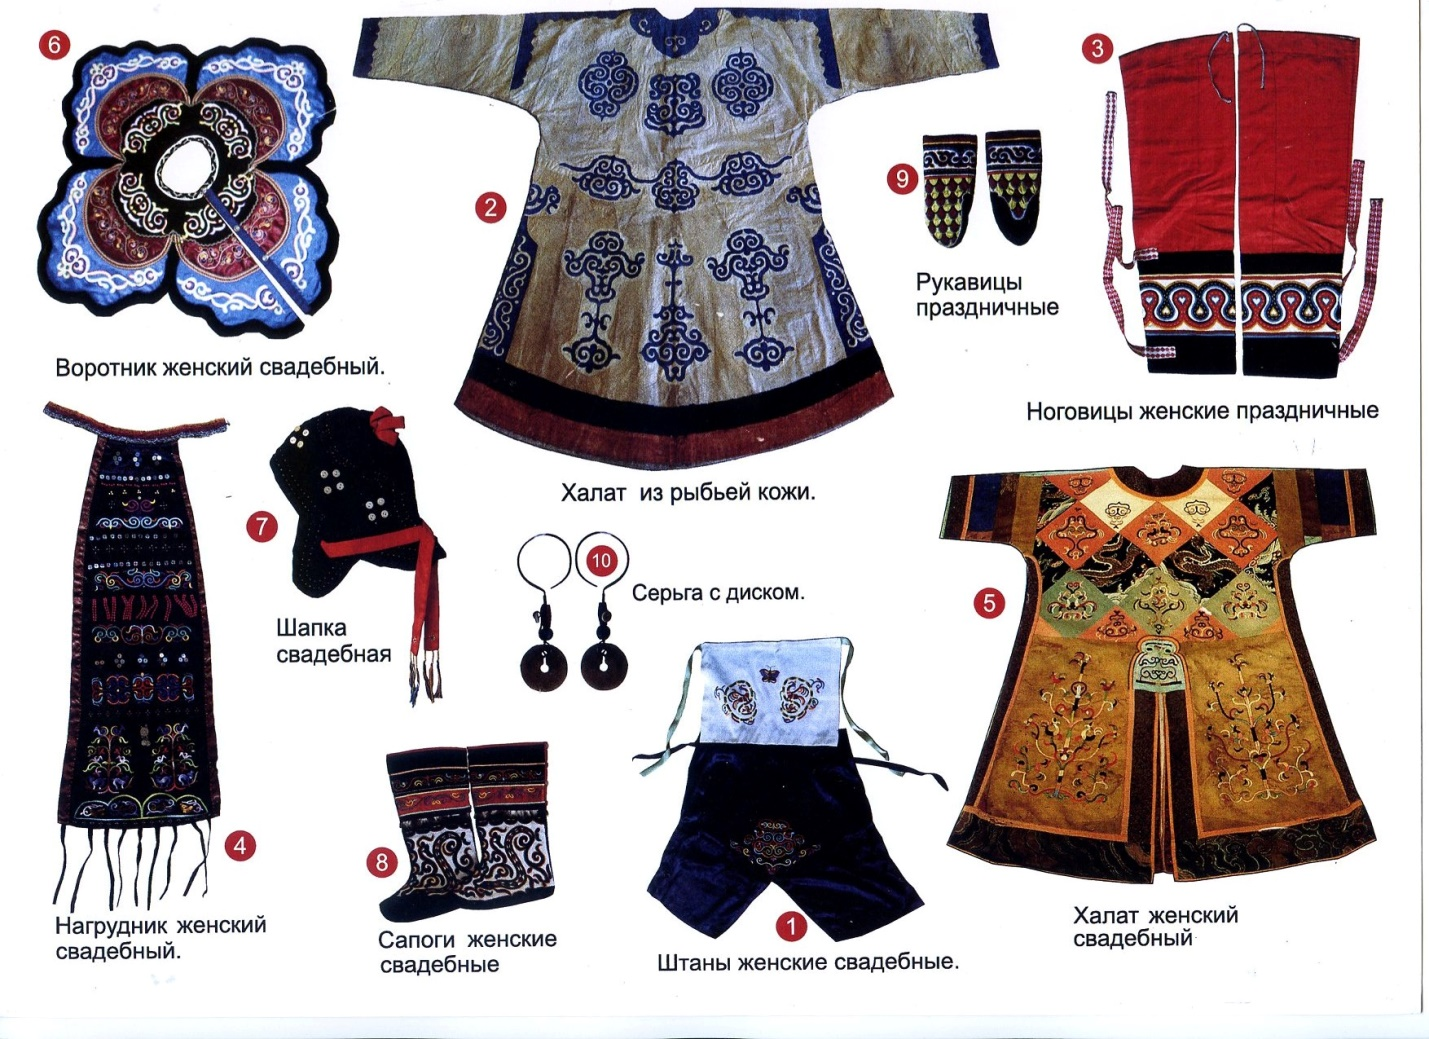 6
Воротник женский свадебный.
2
Халат из рыбьей кожи.
9
Рукавицы
праздничные
3
Ноговицы женские праздничные
4
Нагрудник женский
свадебный.
7
Шапка
свадебная
10
Серьга с диском.
8
Сапоги женские
свадебные
1
Штаны женские свадебные.
5
Халат женский
свадебный